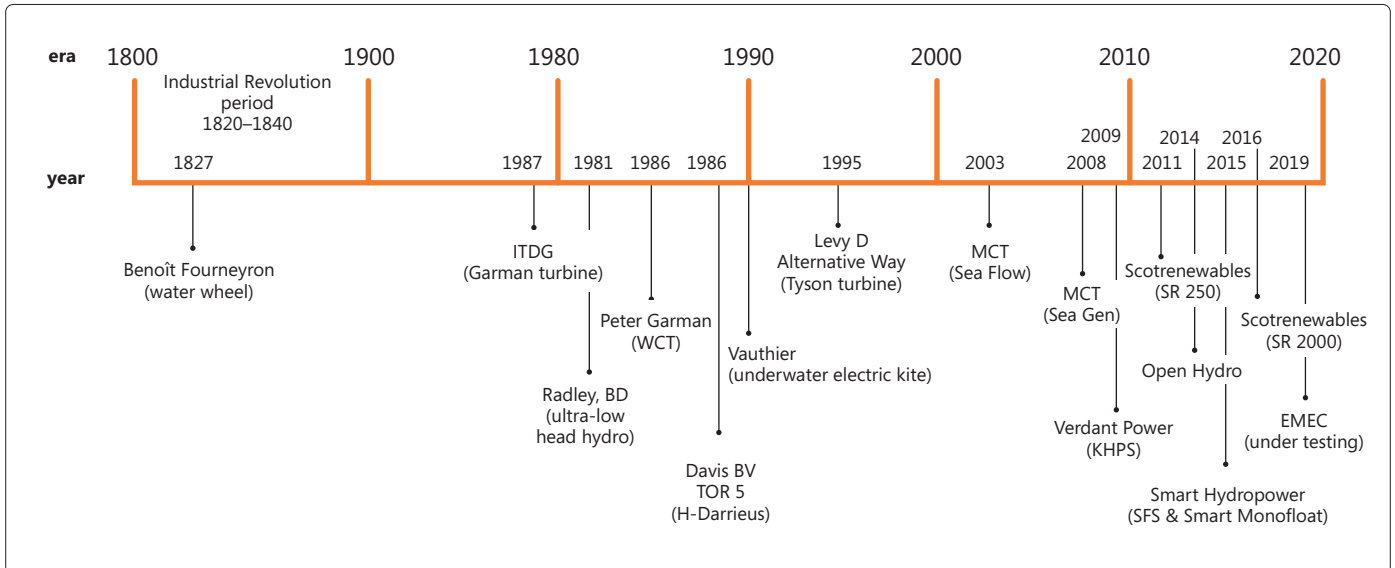 era
1800
1900
1980
1990
2000
2010
2020
Industrial Revolution
period
1820–1840
year
1827
1987
1981
1986
1986
1995
2003
2009
2008
2014
2011
2016
2015
2019
Benoît Fourneyron
(water wheel)
ITDG
(Garman turbine)
Radley, BD
(ultra-low
head hydro)
Peter Garman
(WCT)
Davis BV
TOR 5
(H-Darrieus)
Vauthier
(underwater electric kite)
Levy D
Alternative Way
(Tyson turbine)
MCT
(Sea Flow)
MCT
(Sea Gen)
Verdant Power
(KHPS)
Scotrenewables
(SR 250)
Open Hydro
Smart Hydropower
(SFS & Smart Monofloat)
Scotrenewables
(SR 2000)
EMEC
(under testing)